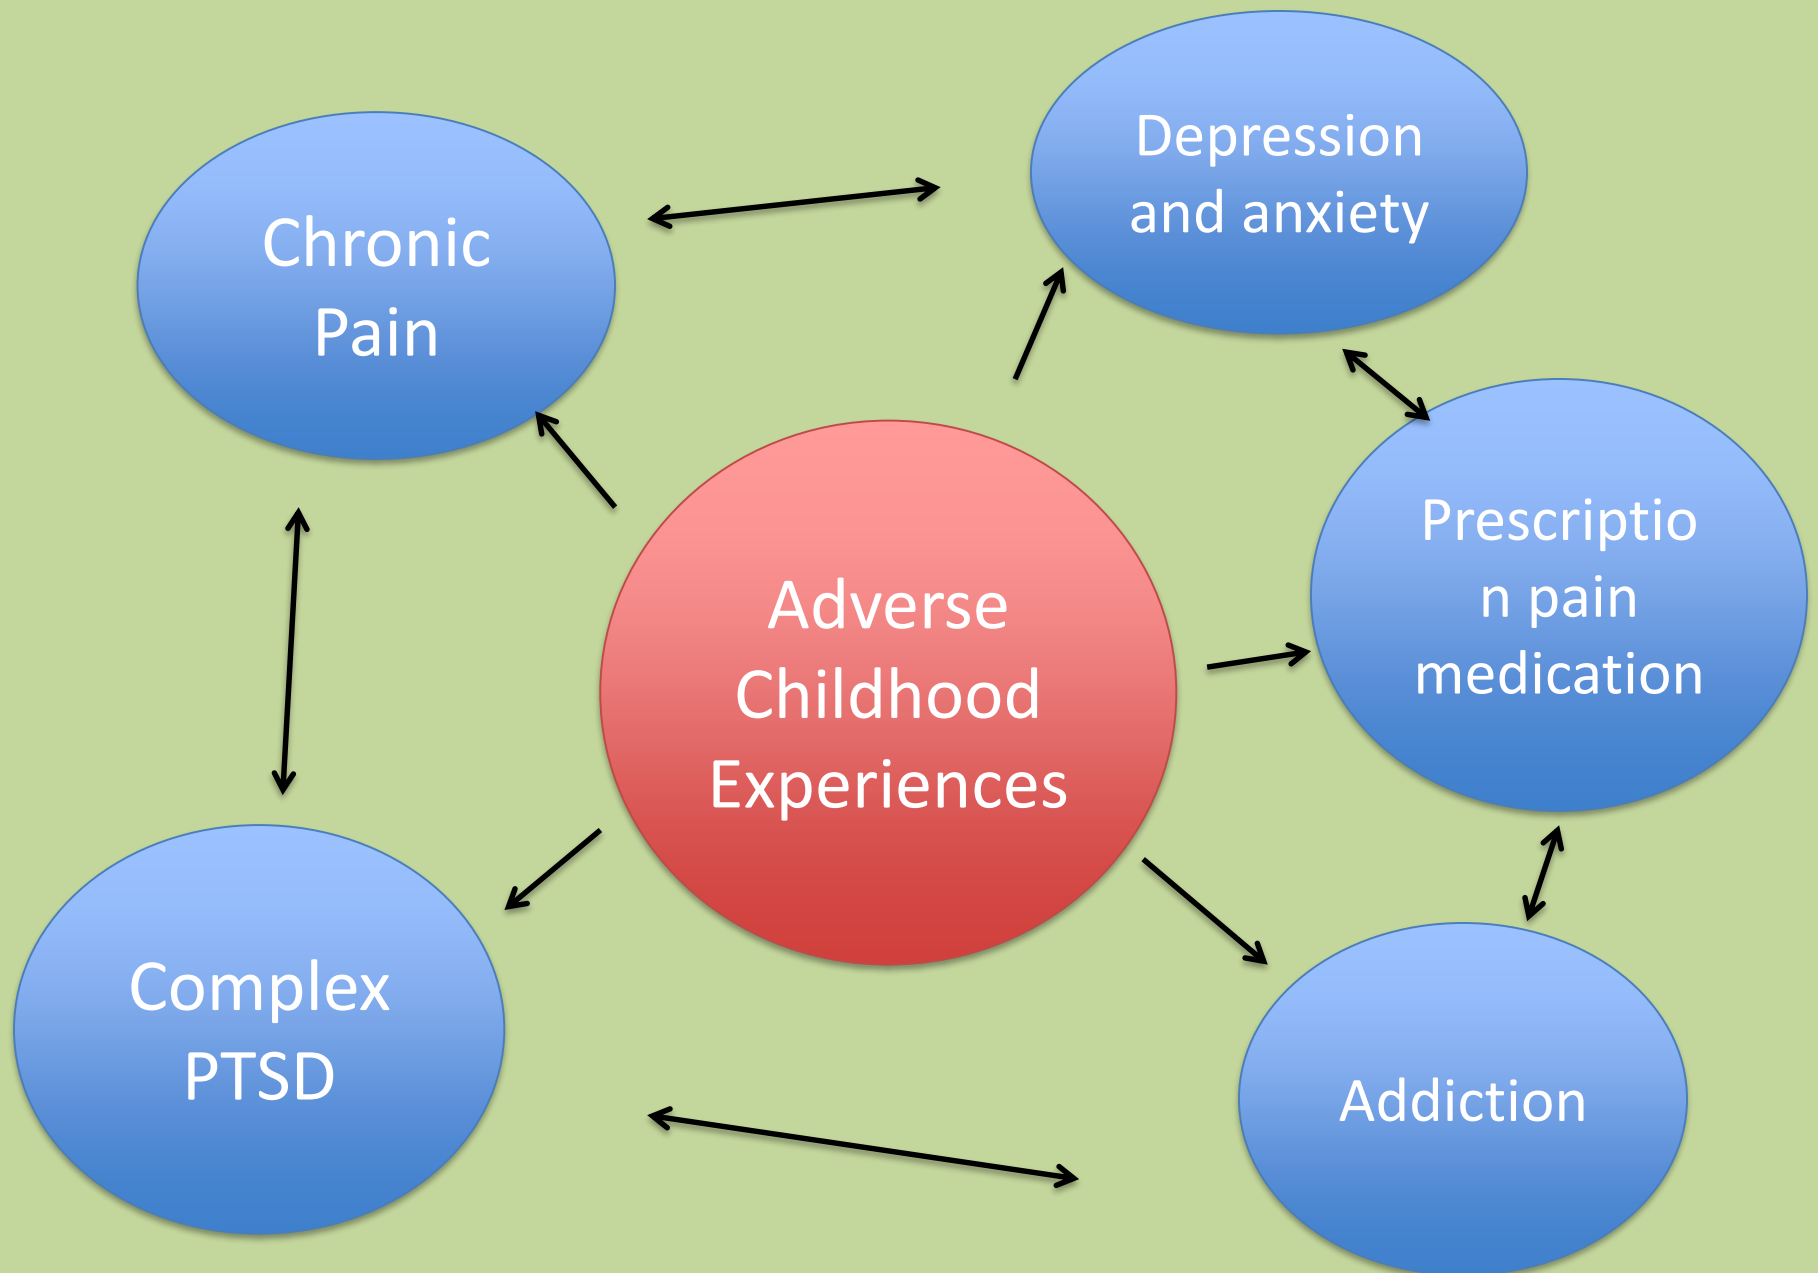 Depression
and anxiety
Chronic
Pain
Prescriptio
n pain
medication
Adverse
Childhood
Experiences
Complex
PTSD
Addiction